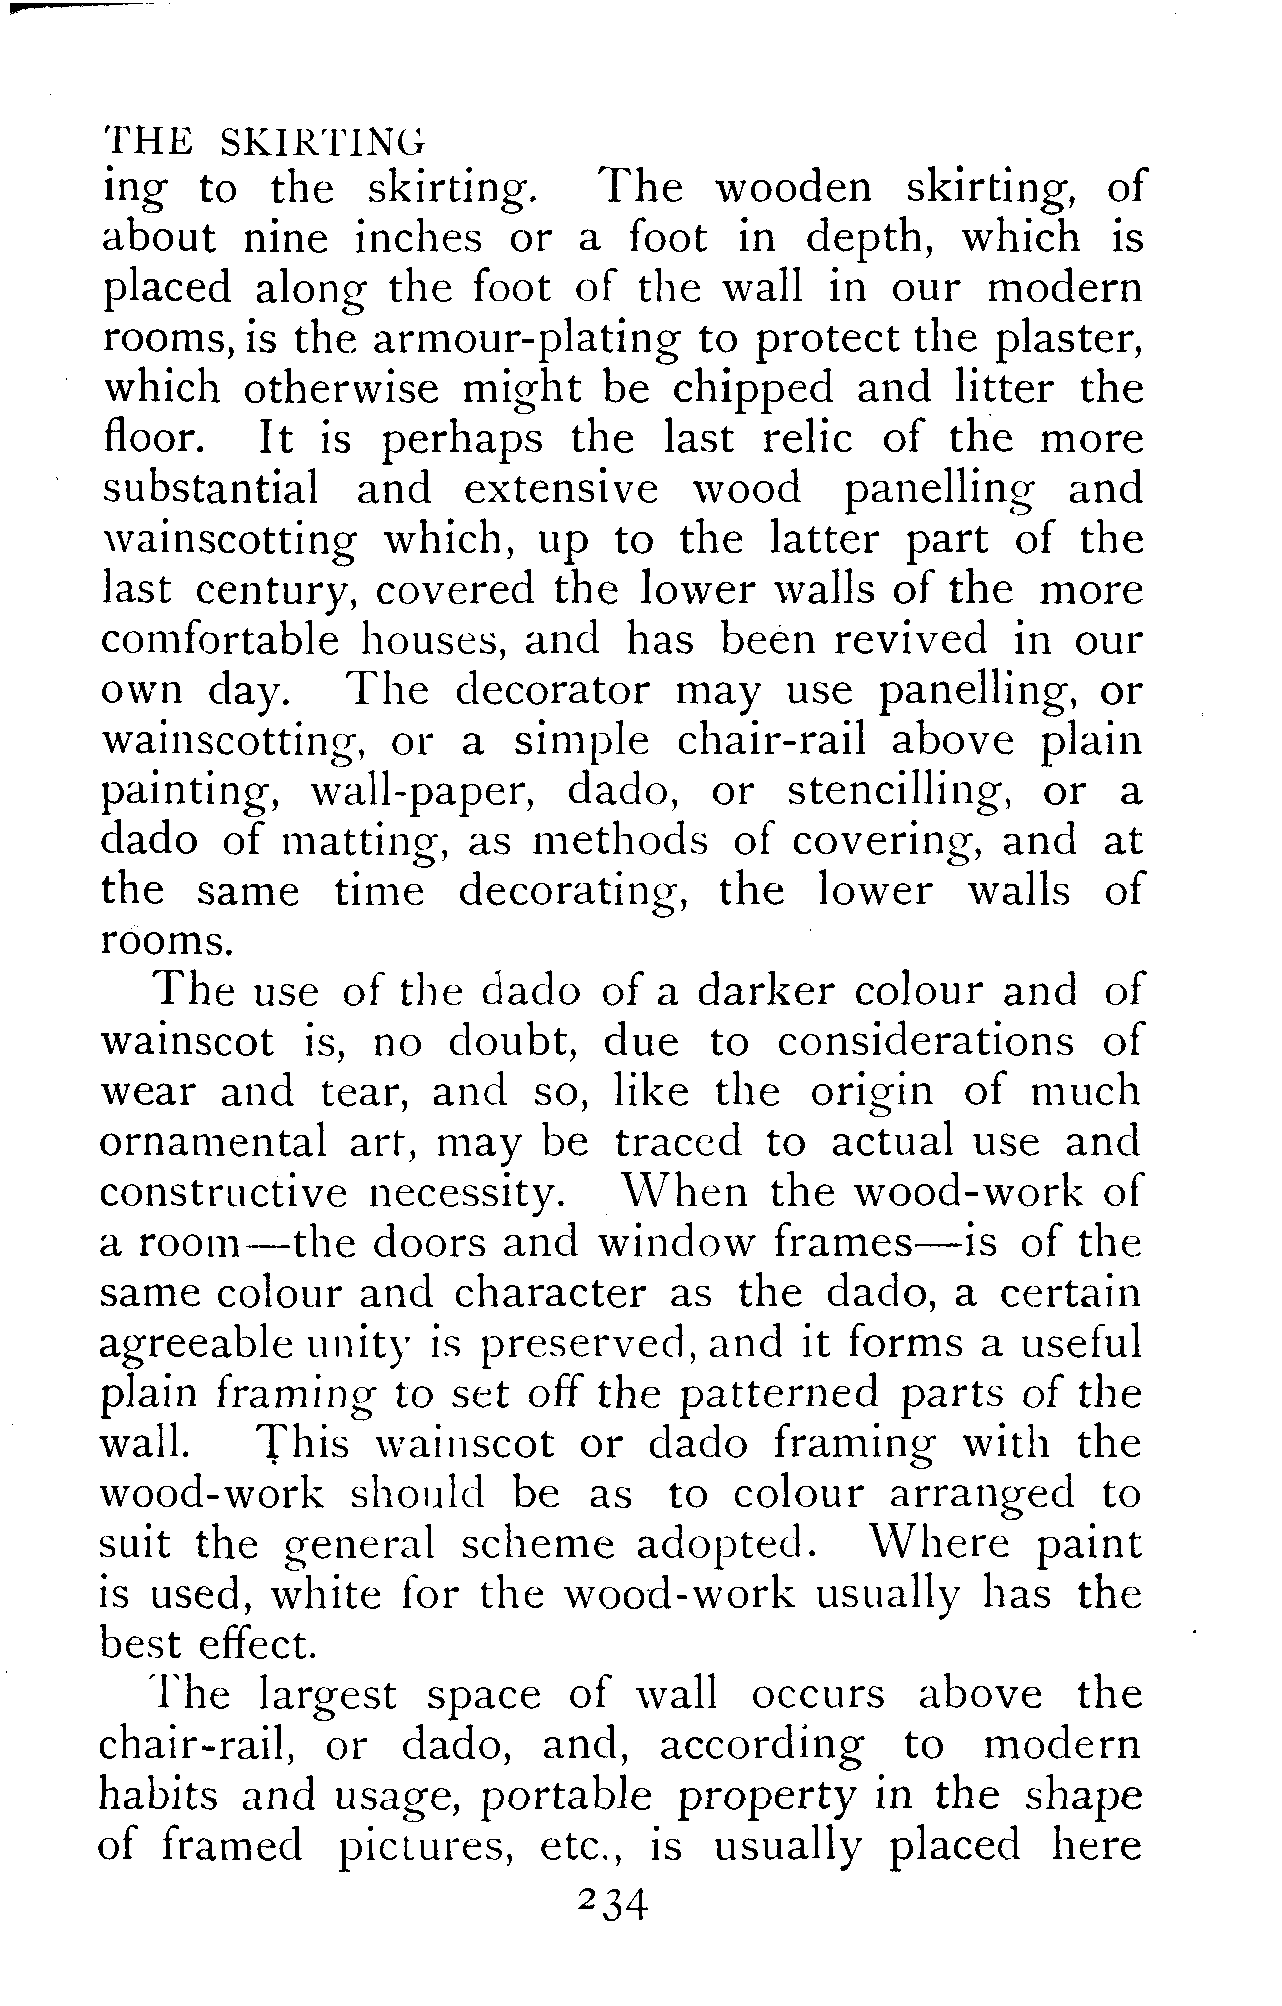 THE SKIRTING
ing to the skirting. The wooden skirting, of
about nine inches or a foot in depth, which is
placed along the foot of the wall in our modern
rooms, is the armour-plating to protect the plaster,
which otherwise might be chipped and litter the
floor. It is perhaps the last relic of the more
substantial and extensive wood panelling and
wainscotting which, up to the latter part of the
last century, covered the lower walls of the more
comfortable houses, and has been revived in our
own day. The decorator may use panelling, or
wainscotting, or a simple chair-rail above plain
painting, wall-paper, dado, or stencilling, or a
dado of matting, as methods of covering, and at
the same time decorating, the lower walls of
rooms.
The use of the dado of a darker colour and of
wainscot is, no doubt, due to considerations of
wear and tear, and so, like the origin of much
ornamental art, may be traced to actual use and
constructive necessity. When the wood-work of
a room—the doors and window frames—is of the
same colour and character as the dado, a certain
agreeable unity is preserved, and it forms a useful
plain framing to set off the patterned parts of the
wall. This wainscot or dado framing with the
wood-work should be as to colour arranged to
suit the general scheme adopted. Where paint
is used, white for the wood-work usually has the
best effect.
The largest space of wall occurs above the
chair-rail, or dado, and, according to modern
habits and usage, portable property in the shape
of framed pictures, etc., is usually placed here
234